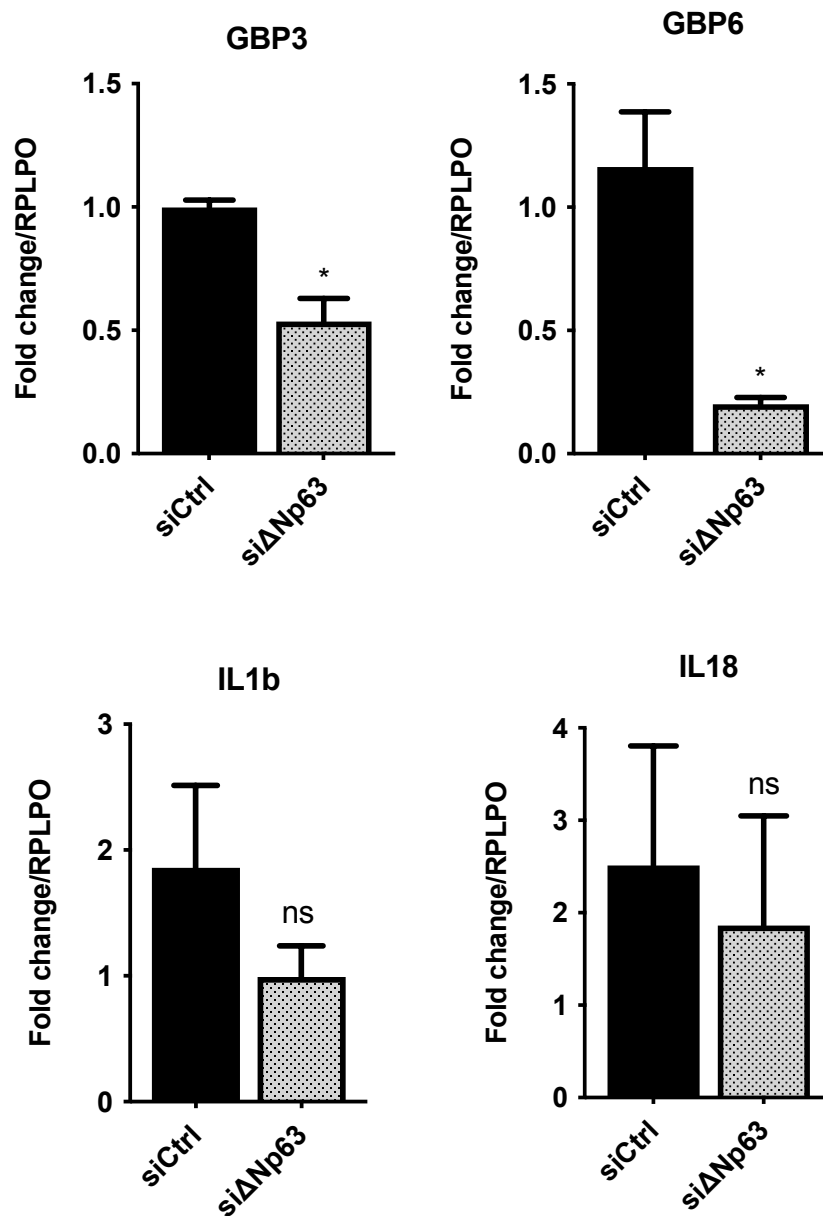 GBP3
Fold change/RPLPO
1.5
1.0
0.5
0.0
*
siCtrl
siΔNp63
GBP6
Fold change/RPLPO
1.5
1.0
0.5
0.0
*
siCtrl
siΔNp63
IL1b
Fold change/RPLPO
3
2
1
0
ns
siCtrl
siΔNp63
IL18
Fold change/RPLPO
4
3
2
1
0
ns
siCtrl
siΔNp63